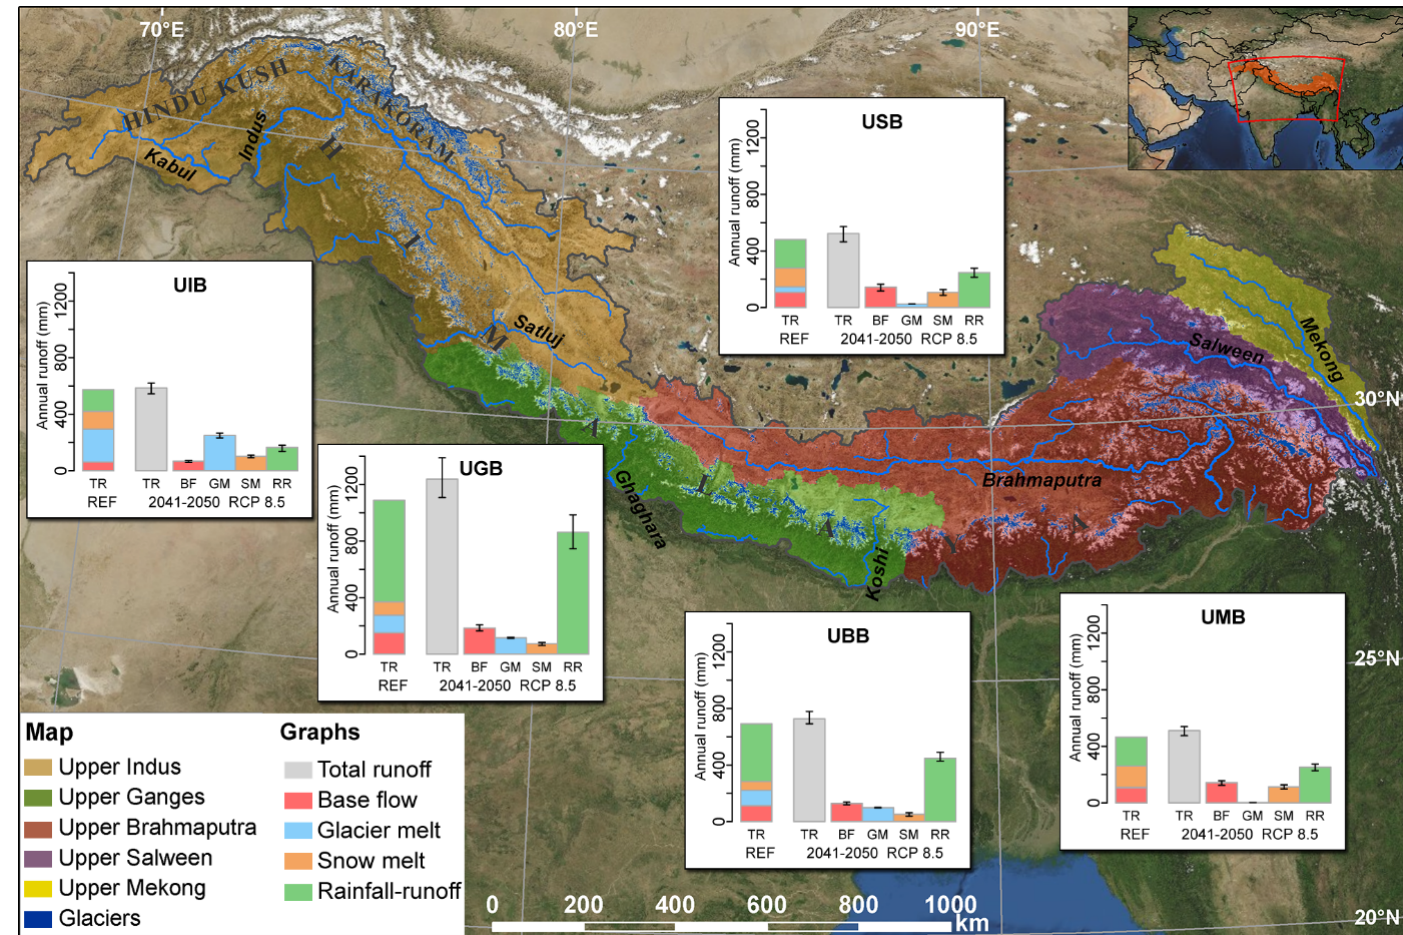 70°E
80°E
90°E
HINDU KUSH
KARAKORAM
H I M A L A Y A
Kabul
Indus
Satluj
Ghaghara
Koshi
Brahmaputra
Salween
Mekong
30°N
25°N
20°N
USB
Annual runoff (mm)
0 400 800 1200
TR TR BF GM SM RR
REF 2041-2050 RCP 8.5
UIB
Annual runoff (mm)
0 400 800 1200
TR TR BF GM SM RR
REF 2041-2050 RCP 8.5
UGB
Annual runoff (mm)
0 400 800 1200
TR TR BF GM SM RR
REF 2041-2050 RCP 8.5
UBB
Annual runoff (mm)
0 400 800 1200
TR TR BF GM SM RR
REF 2041-2050 RCP 8.5
UMB
Annual runoff (mm)
0 400 800 1200
TR TR BF GM SM RR
REF 2041-2050 RCP 8.5
Map
Upper Indus
Upper Ganges
Upper Brahmaputra
Upper Salween
Upper Mekong
Glaciers
Graphs
Total runoff
Base flow
Glacier melt
Snow melt
Rainfall-runoff
0 200 400 600 800 1000
km